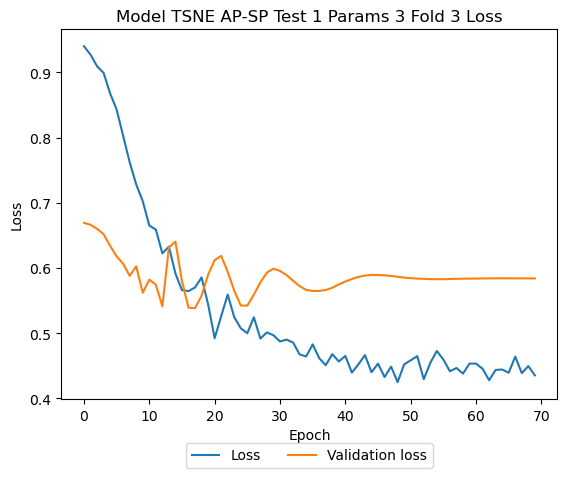 Model TSNE AP-SP Test 1 Params 3 Fold 3 Loss
0.9
0.8
0.7
0.6
0.5
0.4
Loss
0 10 20 30 40 50 60 70
Epoch
Loss Validation loss